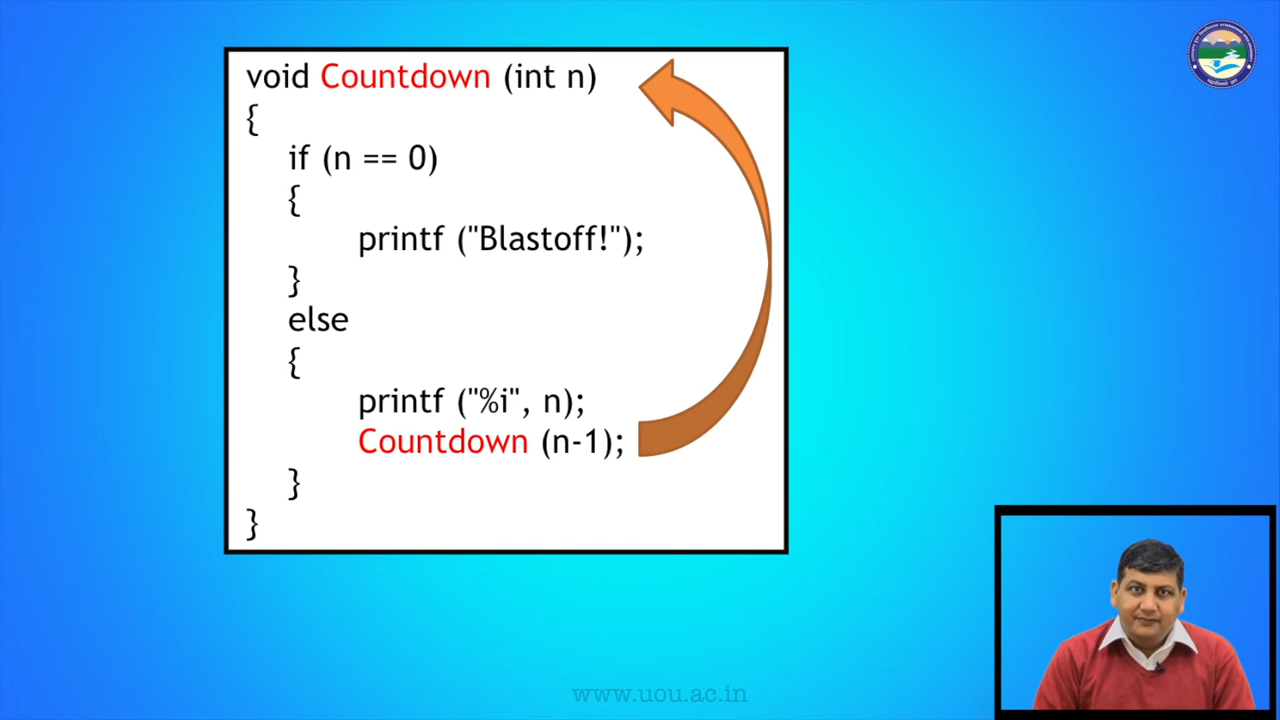 void Countdown (int n)
{
if (n == 0)
{
printf ("Blastoff!");
}
else
{
printf ("%i", n);
Countdown (n-1);
}
}
www.uou.ac.in